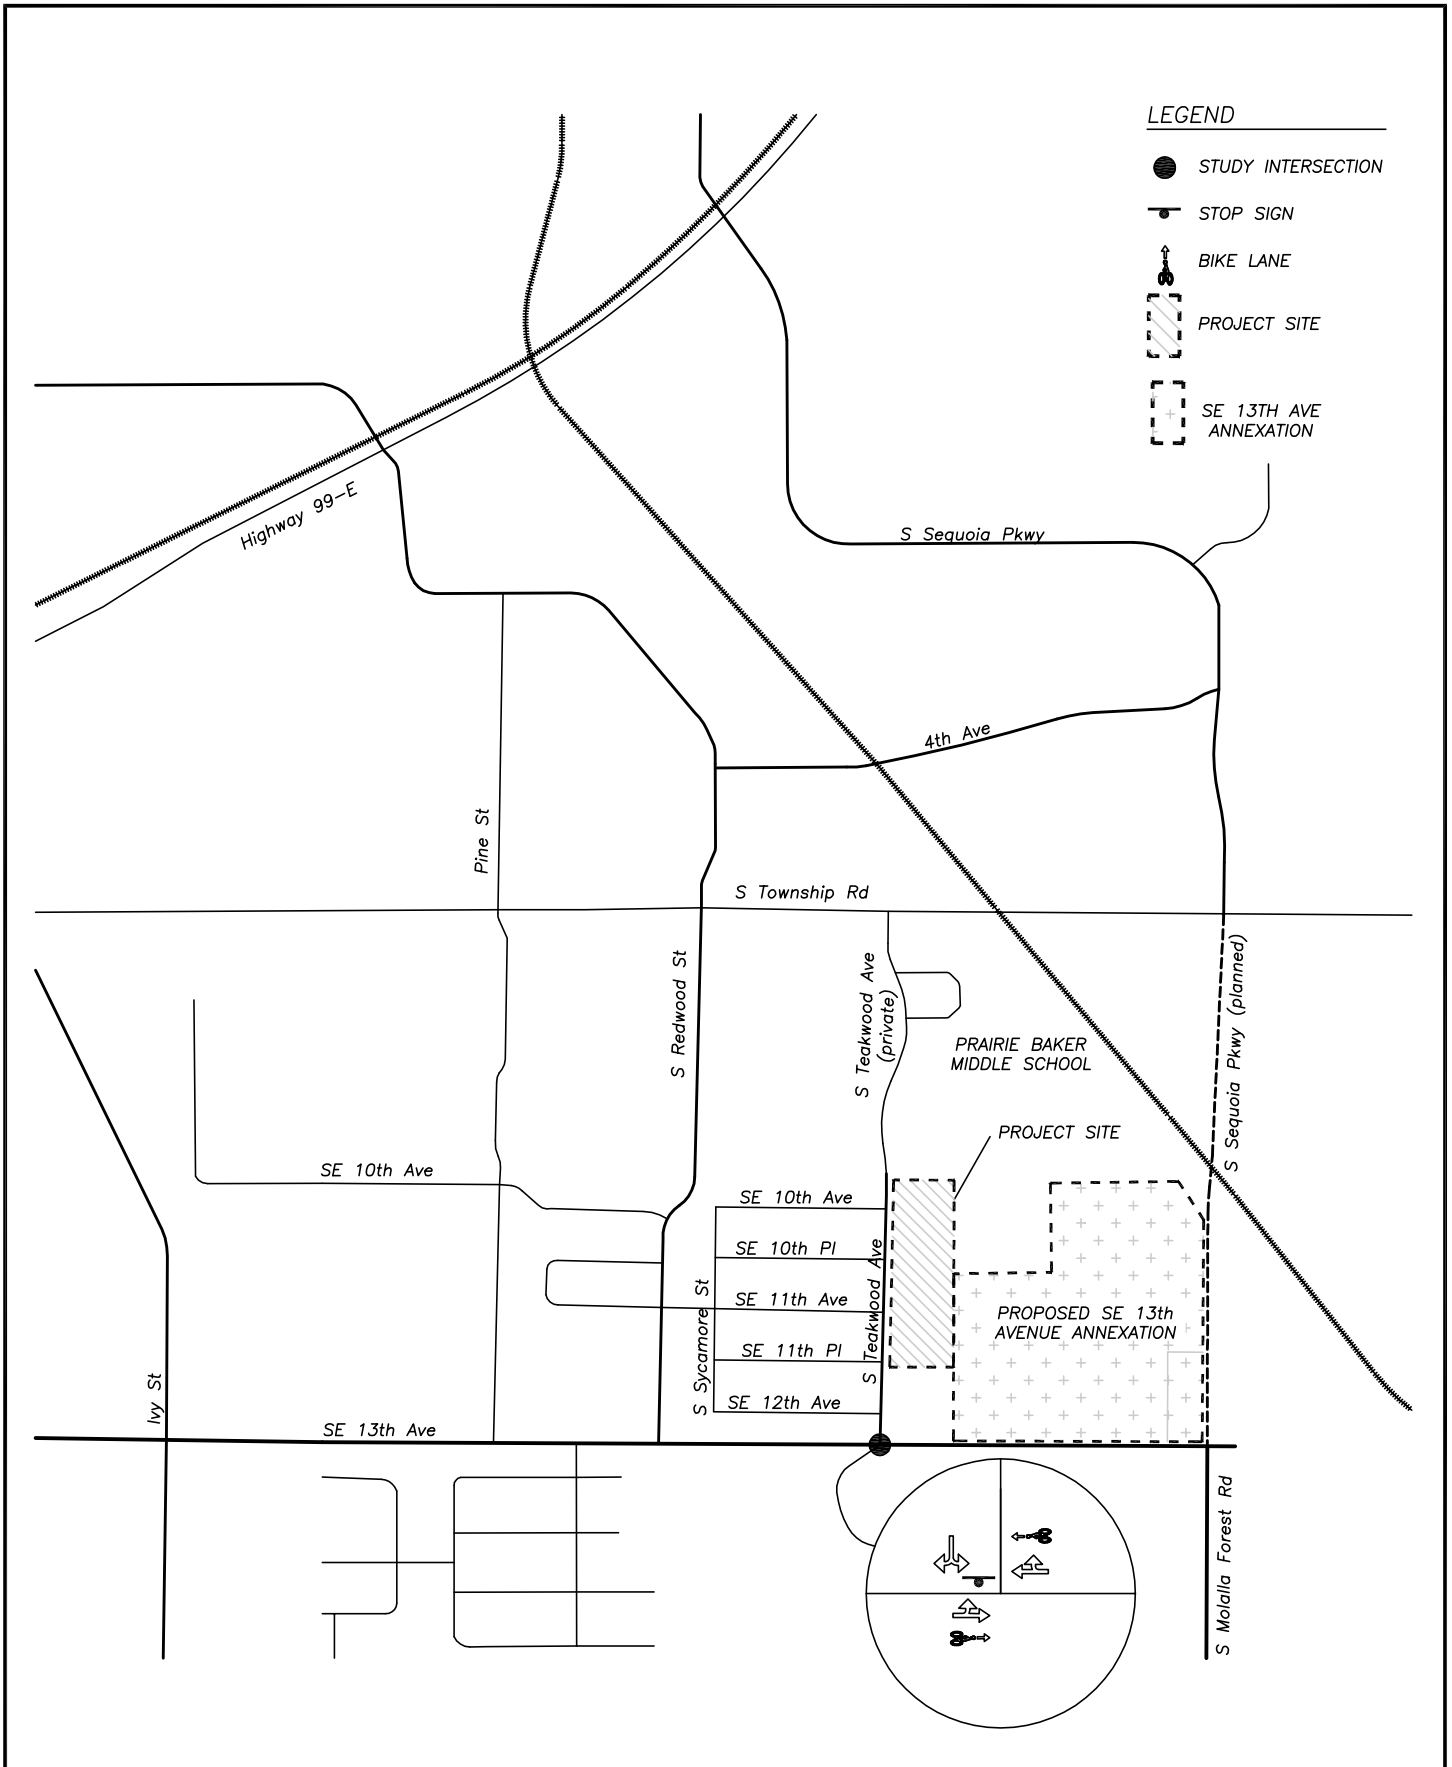 LEGEND
STUDY INTERSECTION
STOP SIGN
BIKE LANE
PROJECT SITE
SE 13TH AVE
ANNEXATION
Highway 99-E
S Sequoia Pkwy
4th Ave
Pine St
S Township Rd
S Redwood St
S Teakwood Ave
(private)
S Sequoia Pkwy (planned)
PRAIRIE BAKER
MIDDLE SCHOOL
PROJECT SITE
SE 10th Ave
SE 10th Ave
SE 10th Pl
SE 11th Ave
SE 11th Pl
SE 12th Ave
S Sycamore St
S Teakwood Ave
PROPOSED SE 13th
AVENUE ANNEXATION
Ivy St
SE 13th Ave
S Molalla Forest Rd